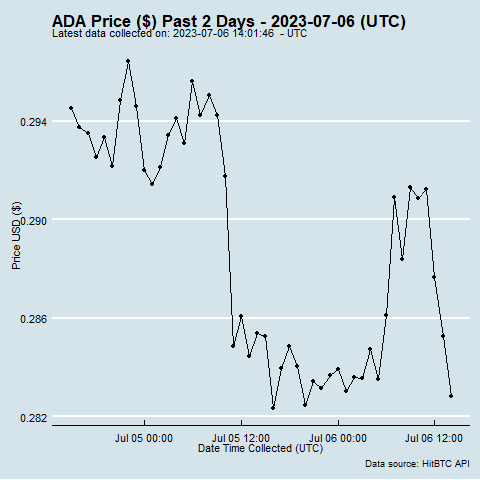 ADA Price ($) Past 2 Days - 2023-07-06 (UTC)
Latest data collected on: 2023-07-06 14:01:46 - UTC
Price USD ($)
0.294
0.290
0.286
0.282
Jul 05 00:00 Jul 05 12:00 Jul 06 00:00 Jul 06 12:00
Date Time Collected (UTC)
Data source: HitBTC API